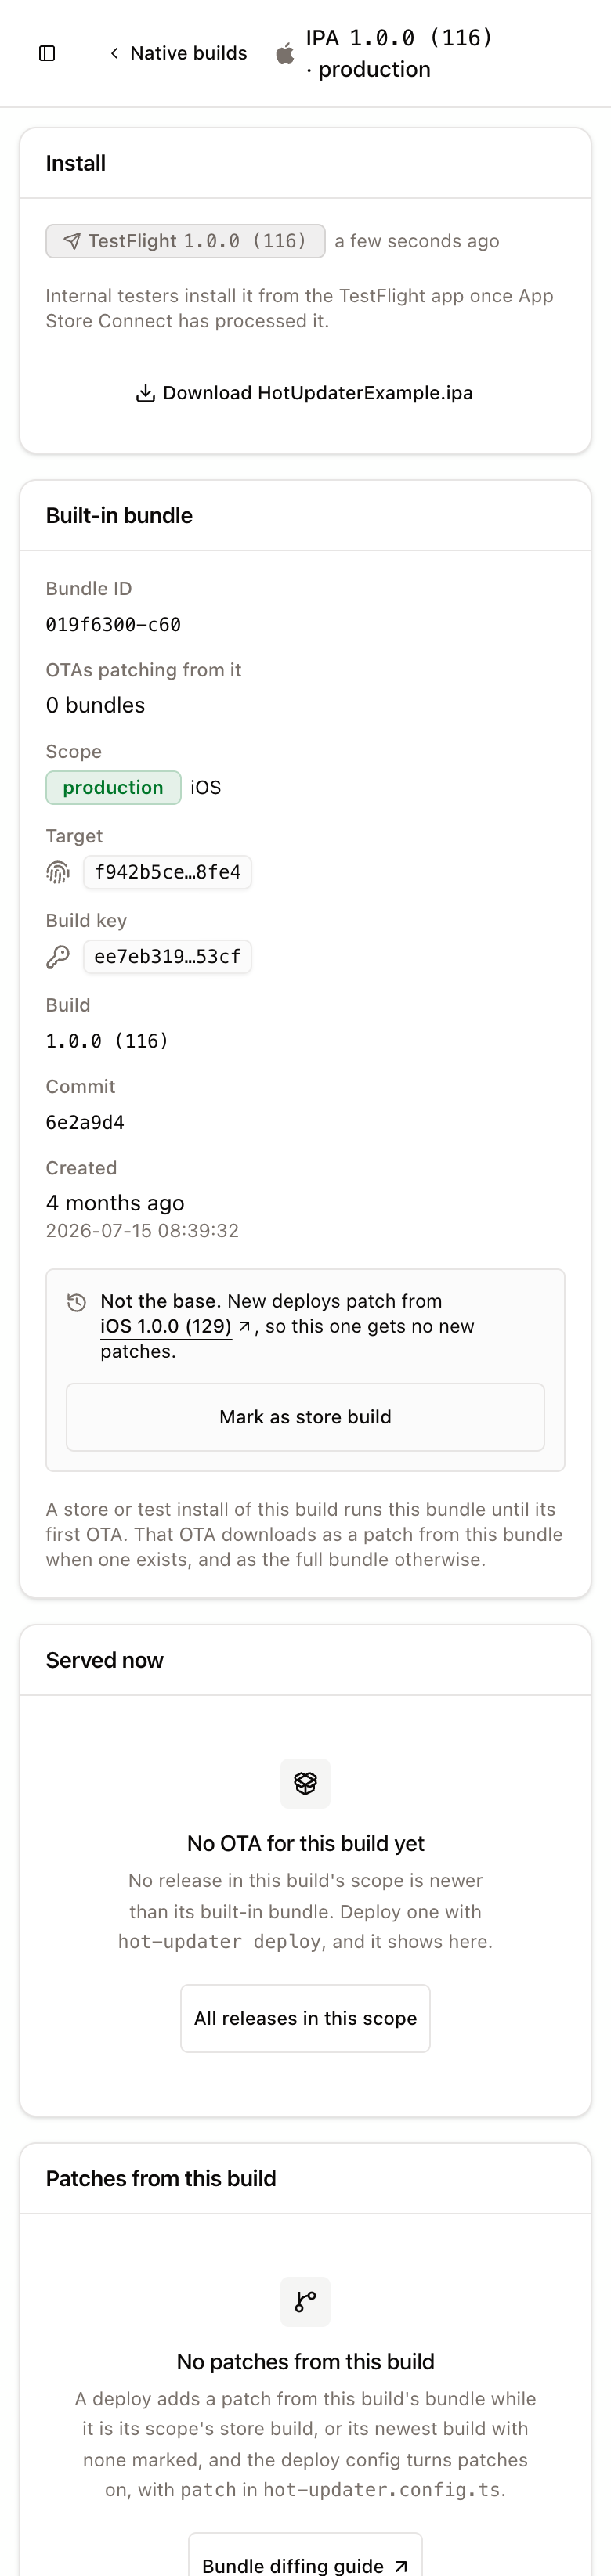 Native builds
IPA 1.0.0 (116)
· production
Install
TestFlight 1.0.0 (116)
a few seconds ago
Internal testers install it from the TestFlight app once App
Store Connect has processed it.
Download HotUpdaterExample.ipa
Built-in bundle
Bundle ID
019f6300-c60
OTAs patching from it
0 bundles
Scope
production iOS
Target
f942b5ce…8fe4
Build key
ee7eb319…53cf
Build
1.0.0 (116)
Commit
6e2a9d4
Created
4 months ago
2026-07-15 08:39:32
Not the base. New deploys patch from
iOS 1.0.0 (129) , so this one gets no new
patches.
Mark as store build
A store or test install of this build runs this bundle until its
first OTA. That OTA downloads as a patch from this bundle
when one exists, and as the full bundle otherwise.
Served now
No OTA for this build yet
No release in this build's scope is newer
than its built-in bundle. Deploy one with
hot-updater deploy, and it shows here.
All releases in this scope
Patches from this build
No patches from this build
A deploy adds a patch from this build's bundle while
it is its scope's store build, or its newest build with
none marked, and the deploy config turns patches
on, with patch in hot-updater.config.ts.
Bundle diffing guide